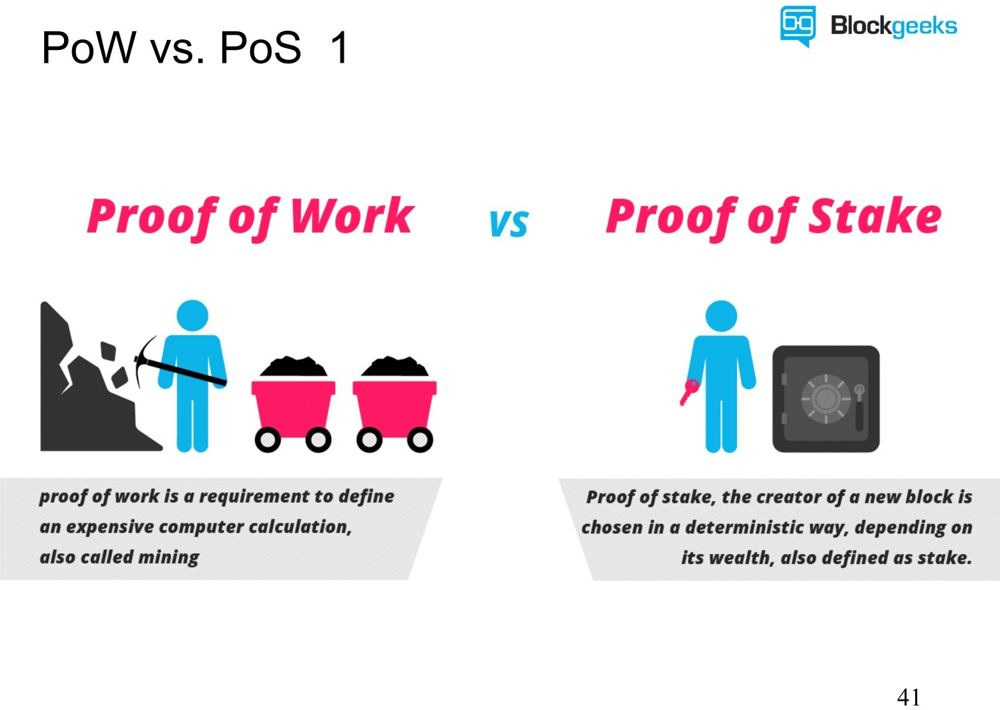 PoW vs. PoS 1
Blockgeeks
Proof of Work
vs
Proof of Stake
proof of work is a requirement to define
an expensive computer calculation,
also called mining
Proof of stake, the creator of a new block is
chosen in a deterministic way, depending on
its wealth, also defined as stake.
41